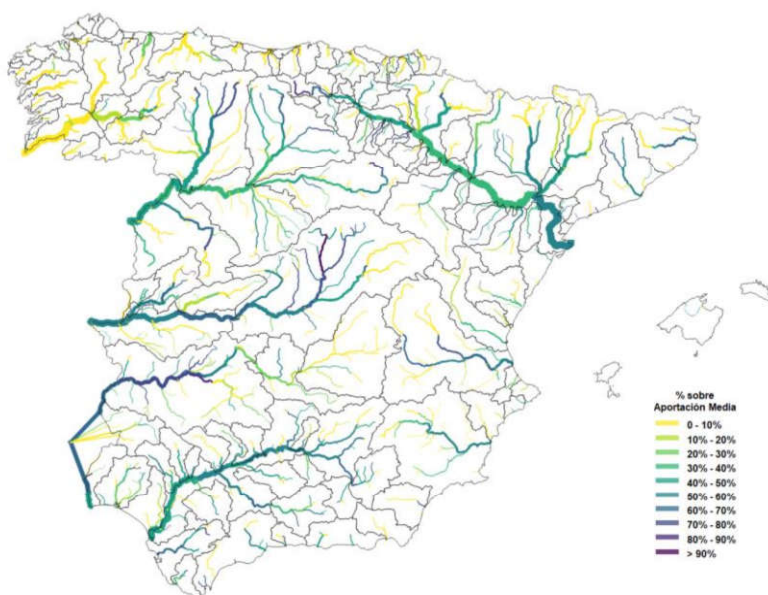 % sobre
Aportación Media
0 - 10%
10% - 20%
20% - 30%
30% - 40%
40% - 50%
50% - 60%
60% - 70%
70% - 80%
80% - 90%
> 90%